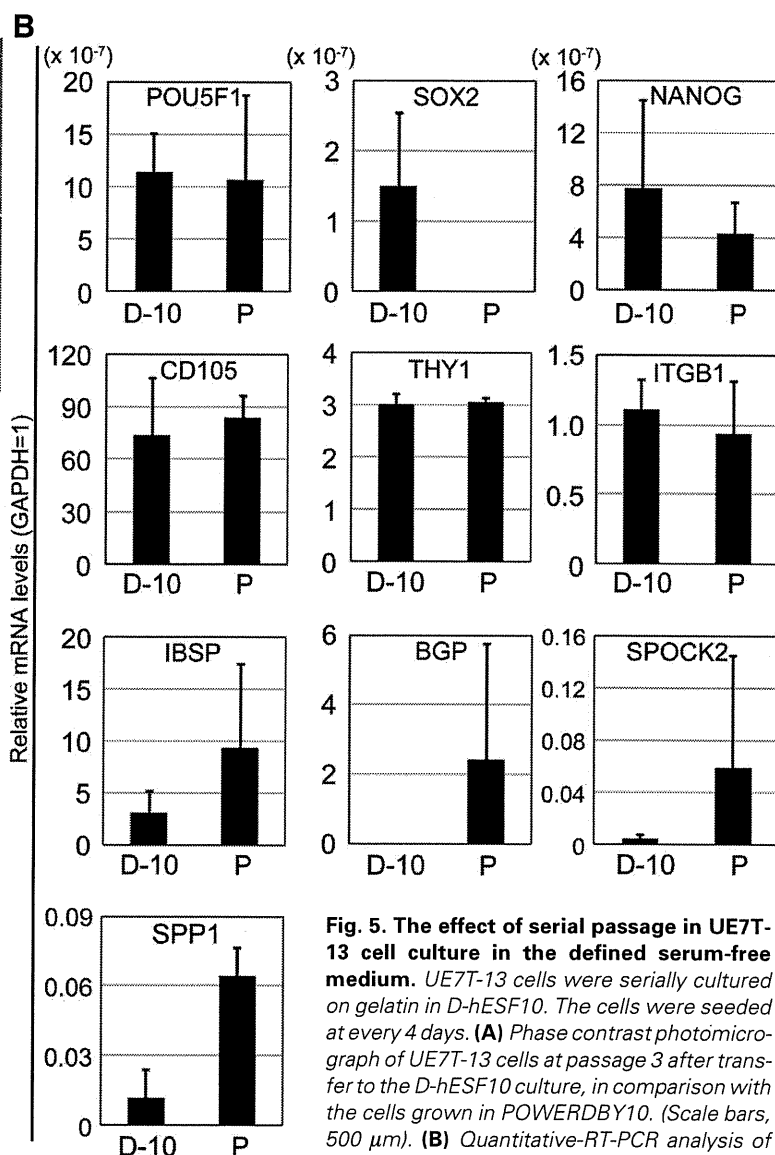 B
(x 10-7) (x 10-7) (x 10-7)
POU5F1
20
15
10
5
0
D-10 P
SOX2
3
2
1
0
D-10 P
NANOG
16
12
8
4
0
D-10 P
Relative mRNA levels (GAPDH=1)
CD105
120
90
60
30
0
D-10 P
THY1
4
3
2
1
0
D-10 P
ITGB1
1.5
1.0
0.5
0
D-10 P
IBSP
20
15
10
5
0
D-10 P
BGP
6
4
2
0
D-10 P
SPOCK2
0.16
0.12
0.08
0.04
0
D-10 P
SPP1
0.09
0.06
0.03
0
D-10 P
Fig. 5. The effect of serial passage in UE7T-
13 cell culture in the defined serum-free
medium. UE7T-13 cells were serially cultured
on gelatin in D-hESF10. The cells were seeded
at every 4 days. (A) Phase contrast photomicro-
graph of UE7T-13 cells at passage 3 after trans-
fer to the D-hESF10 culture, in comparison with
the cells grown in POWERDBY10. (Scale bars,
500 μm). (B) Quantitative-RT-PCR analysis of